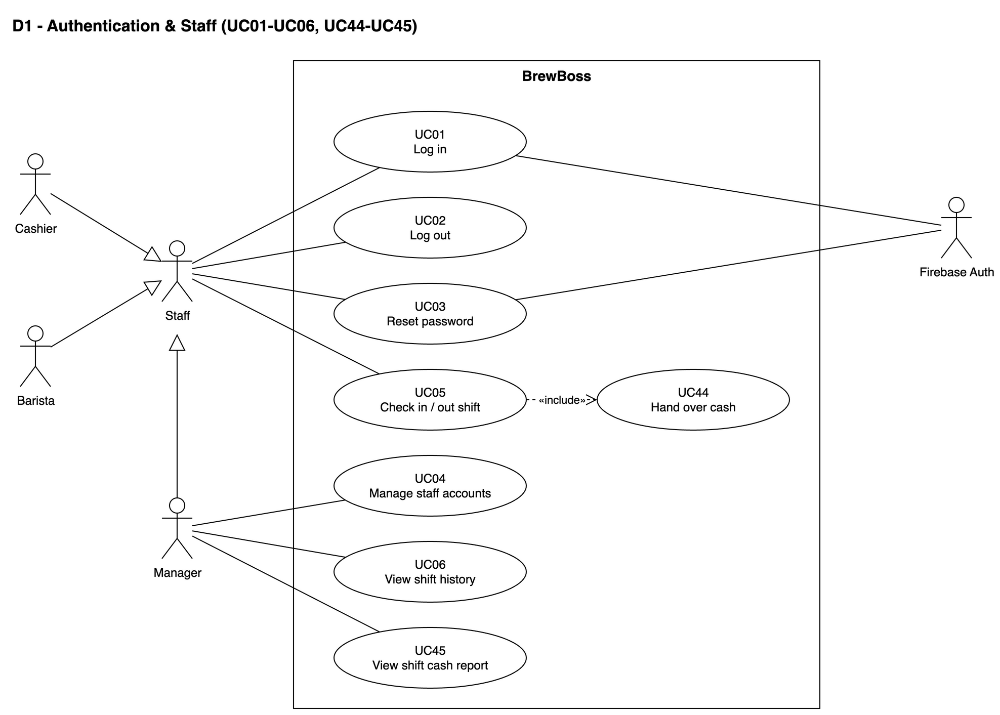 D1 - Authentication & Staff (UC01-UC06, UC44-UC45)
BrewBoss
UC01
Log in
Cashier
UC02
Log out
Firebase Auth
UC03
Reset password
Staff
Barista
UC05
Check in / out shift
«include»
UC44
Hand over cash
UC04
Manage staff accounts
Manager
UC06
View shift history
UC45
View shift cash report